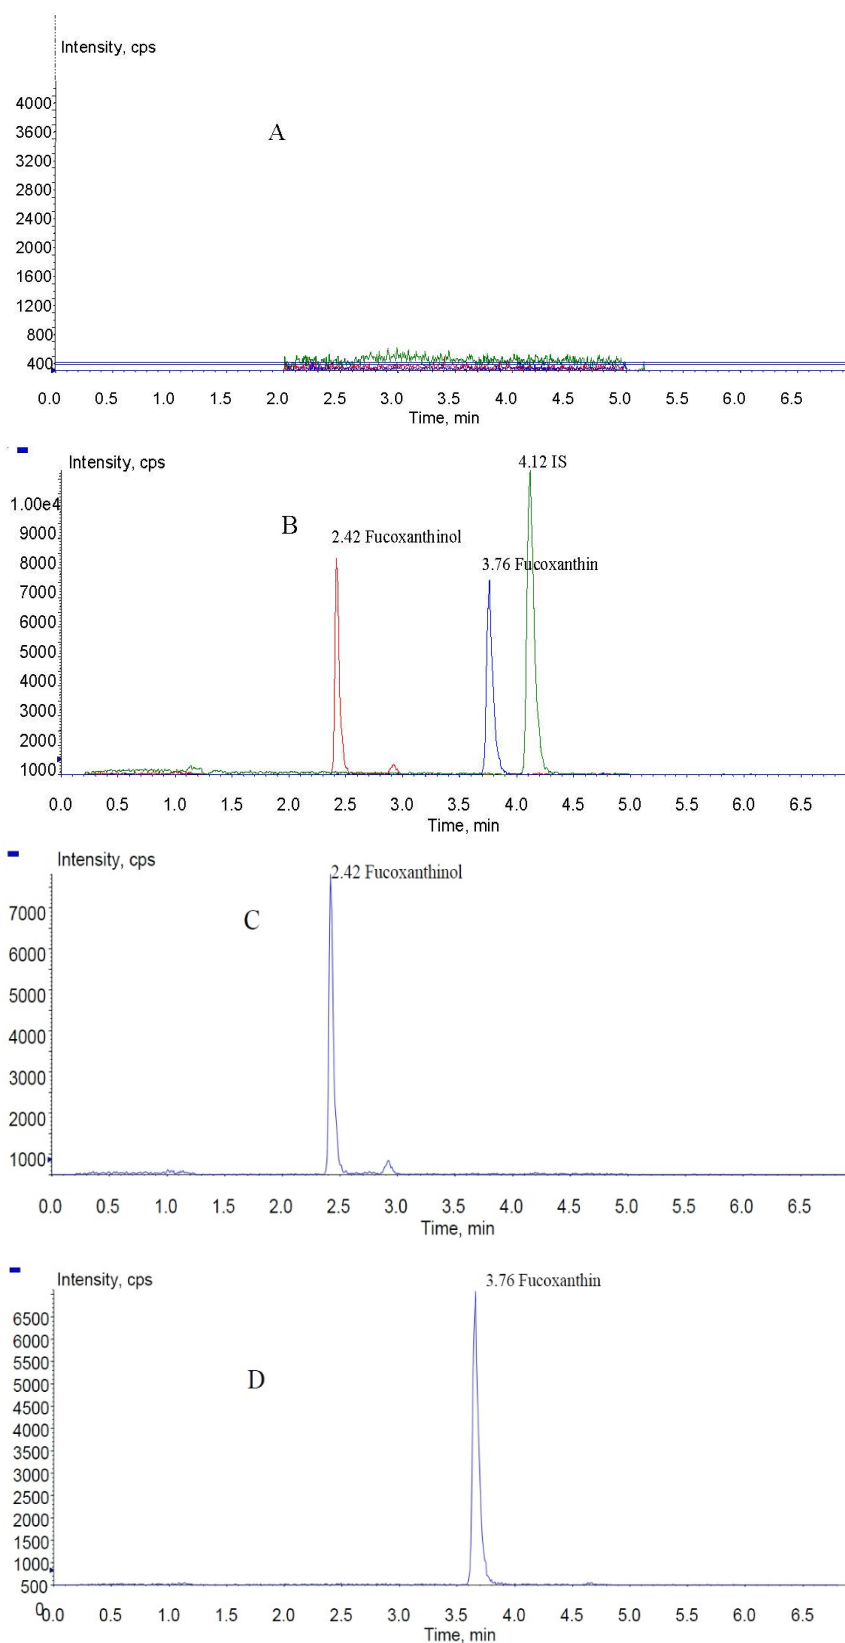 Intensity, cps
A
4000
3600
3200
2800
2400
2000
1600
1200
800
400
0.0 0.5 1.0 1.5 2.0 2.5 3.0 3.5 4.0 4.5 5.0 5.5 6.0 6.5
Time, min
Intensity, cps
4.12 IS
1.00e4
B
2.42 Fucoxanthinol
3.76 Fucoxanthin
9000
8000
7000
6000
5000
4000
3000
2000
1000
0.0 0.5 1.0 1.5 2.0 2.5 3.0 3.5 4.0 4.5 5.0 5.5 6.0 6.5
Time, min
Intensity, cps
2.42 Fucoxanthinol
C
7000
6000
5000
4000
3000
2000
1000
0.0 0.5 1.0 1.5 2.0 2.5 3.0 3.5 4.0 4.5 5.0 5.5 6.0 6.5
Time, min
Intensity, cps
3.76 Fucoxanthin
D
6500
6000
5500
5000
4500
4000
3500
3000
2500
2000
1500
1000
500
0
0.0 0.5 1.0 1.5 2.0 2.5 3.0 3.5 4.0 4.5 5.0 5.5 6.0 6.5
Time, min